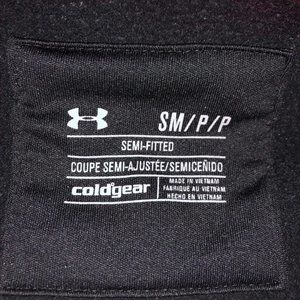 SM/P/P
SEMI-FITTED
COUPE SEMI-AJUSTÉE/SEMICEÑIDO
coldgear
MADE IN VIETNAM
FABRIQUÉ AU VIETNAM
HECHO EN VIETNAM